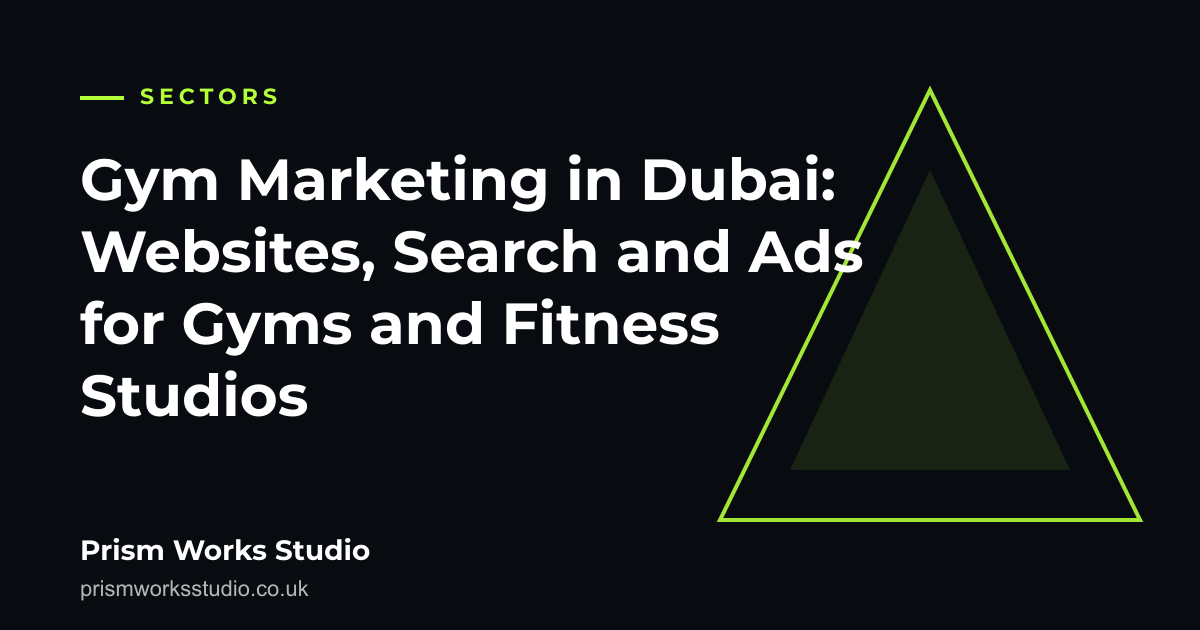 SECTORS
Gym Marketing in Dubai:
Websites, Search and Ads
for Gyms and Fitness
Studios
Prism Works Studio
prismworksstudio.co.uk